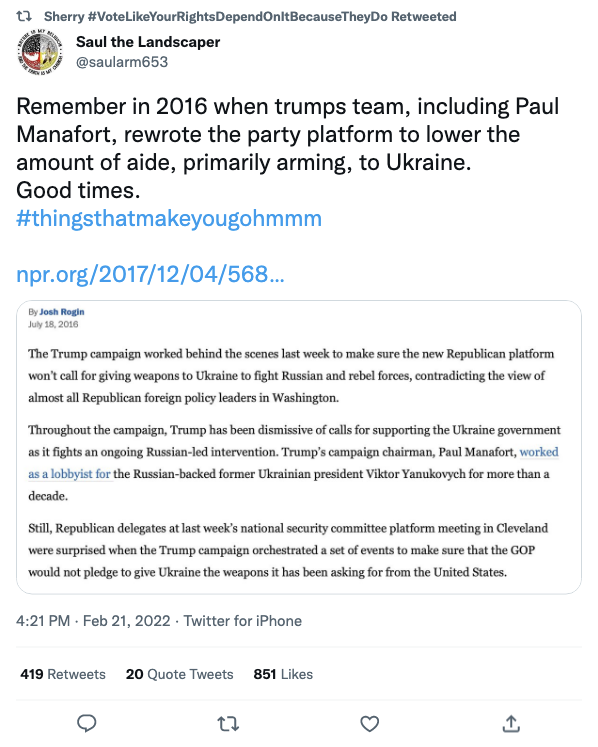 Sherry #VoteLikeYourRightsDependOnItBecauseTheyDo Retweeted
Saul the Landscaper
@saularm653
Remember in 2016 when trumps team, including Paul
Manafort, rewrote the party platform to lower the
amount of aide, primarily arming, to Ukraine.
Good times.
#thingsthatmakeyougohmmm
npr.org/2017/12/04/568...
By Josh Rogin
July 18, 2016
The Trump campaign worked behind the scenes last week to make sure the new Republican platform
won't call for giving weapons to Ukraine to fight Russian and rebel forces, contradicting the view of
almost all Republican foreign policy leaders in Washington.
Throughout the campaign, Trump has been dismissive of calls for supporting the Ukraine government
as it fights an ongoing Russian-led intervention. Trump's campaign chairman, Paul Manafort, worked
as a lobbyist for the Russian-backed former Ukrainian president Viktor Yanukovych for more than a
decade.
Still, Republican delegates at last week's national security committee platform meeting in Cleveland
were surprised when the Trump campaign orchestrated a set of events to make sure that the GOP
would not pledge to give Ukraine the weapons it has been asking for from the United States.
4:21 PM · Feb 21, 2022 · Twitter for iPhone
419 Retweets 20 Quote Tweets 851 Likes